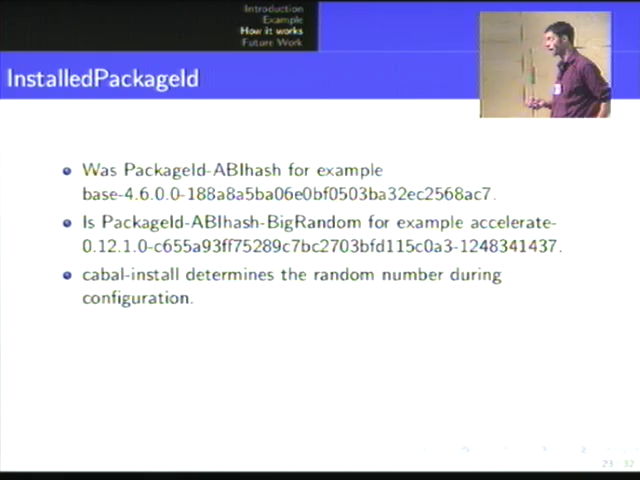 Introduction
Example
How it works
Future Work
InstalledPackageId
Was PackageId-ABIhash for example
base-4.6.0.0-188a8a5ba06e0bf0503ba32ec2568ac7.
Is PackageId-ABIhash-BigRandom for example accelerate-
0.12.1.0-c655a93ff75289c7bc2703bfd115c0a3-1248341437.
cabal-install determines the random number during
configuration.
23 32